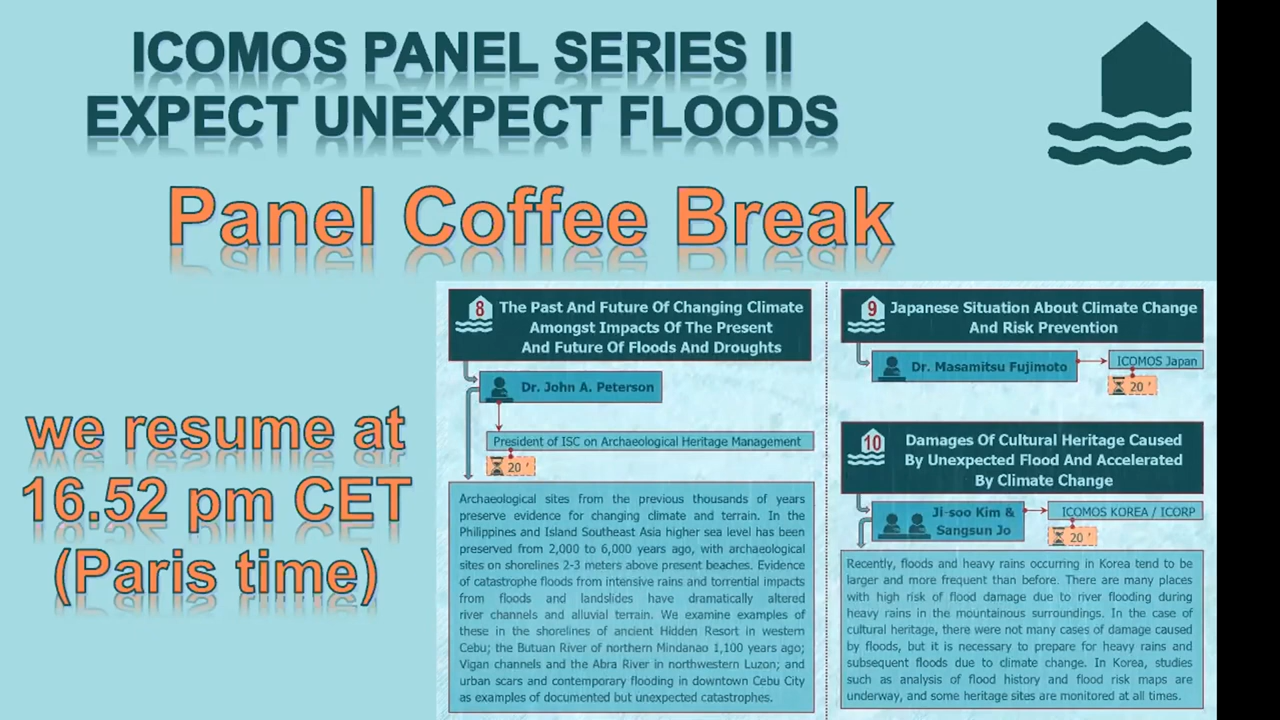 ICOMOS PANEL SERIES II
EXPECT UNEXPECT FLOODS
Panel Coffee Break
we resume at
16.52 pm CET
(Paris time)
8
The Past And Future Of Changing Climate
Amongst Impacts Of The Present
And Future Of Floods And Droughts
Dr. John A. Peterson
President of ISC on Archaeological Heritage Management
20 '
Archaeological sites from the previous thousands of years
preserve evidence for changing climate and terrain. In the
Philippines and Island Southeast Asia higher sea level has been
preserved from 2,000 to 6,000 years ago, with archaeological
sites on shorelines 2-3 meters above present beaches. Evidence
of catastrophe floods from intensive rains and torrential impacts
from floods and landslides have dramatically altered
river channels and alluvial terrain. We examine examples of
these in the shorelines of ancient Hidden Resort in western
Cebu; the Butuan River of northern Mindanao 1,100 years ago;
Vigan channels and the Abra River in northwestern Luzon; and
urban scars and contemporary flooding in downtown Cebu City
as examples of documented but unexpected catastrophes.
9
Japanese Situation About Climate Change
And Risk Prevention
Dr. Masamitsu Fujimoto
ICOMOS Japan
20 '
10
Damages Of Cultural Heritage Caused
By Unexpected Flood And Accelerated
By Climate Change
Ji-soo Kim &
Sangsun Jo
ICOMOS KOREA / ICORP
20 '
Recently, floods and heavy rains occurring in Korea tend to be
larger and more frequent than before. There are many places
with high risk of flood damage due to river flooding during
heavy rains in the mountainous surroundings. In the case of
cultural heritage, there were not many cases of damage caused
by floods, but it is necessary to prepare for heavy rains and
subsequent floods due to climate change. In Korea, studies
such as analysis of flood history and flood risk maps are
underway, and some heritage sites are monitored at all times.